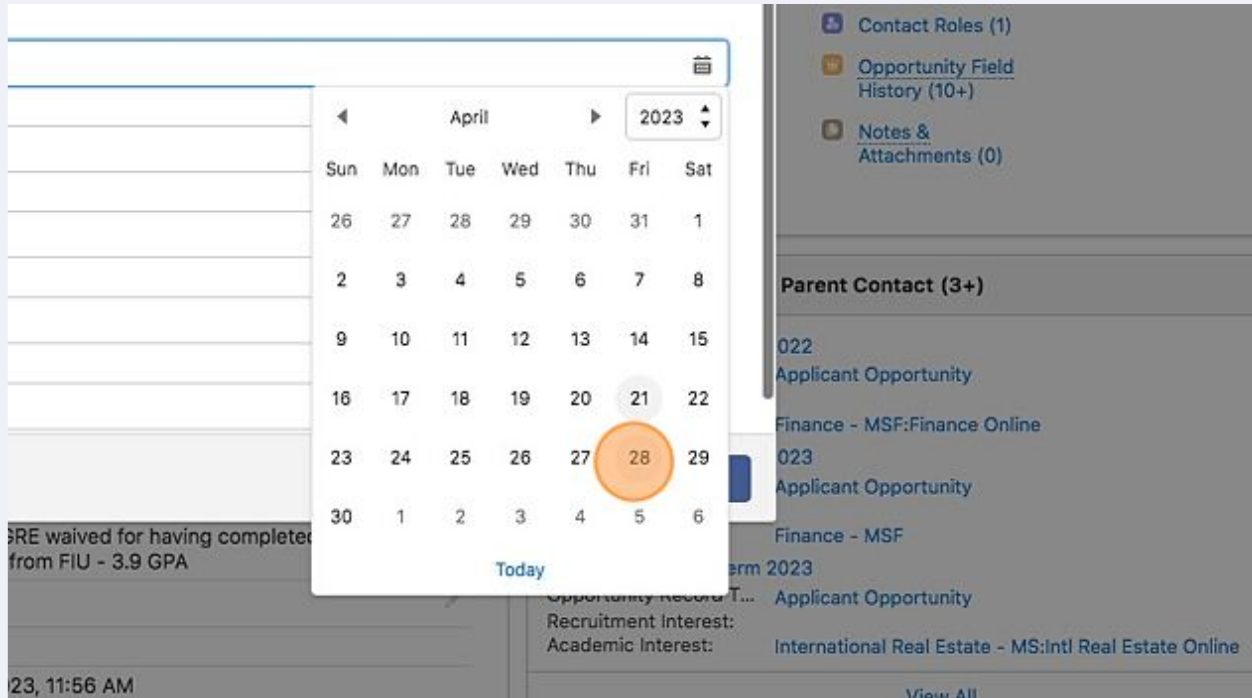 Contact Roles (1)
Opportunity Field
History (10+)
Notes &
Attachments (0)
April 2023
Sun Mon Tue Wed Thu Fri Sat
26 27 28 29 30 31 1
2 3 4 5 6 7 8
9 10 11 12 13 14 15
16 17 18 19 20 21 22
23 24 25 26 27 28 29
30 1 2 3 4 5 6
Today
Parent Contact (3+)
022
Applicant Opportunity
Finance - MSF:Finance Online
023
Applicant Opportunity
Finance - MSF
erm 2023
Opportunity Record T... Applicant Opportunity
Recruitment Interest:
Academic Interest: International Real Estate - MS:Intl Real Estate Online
View All
GRE waived for having completed
from FIU - 3.9 GPA
23, 11:56 AM